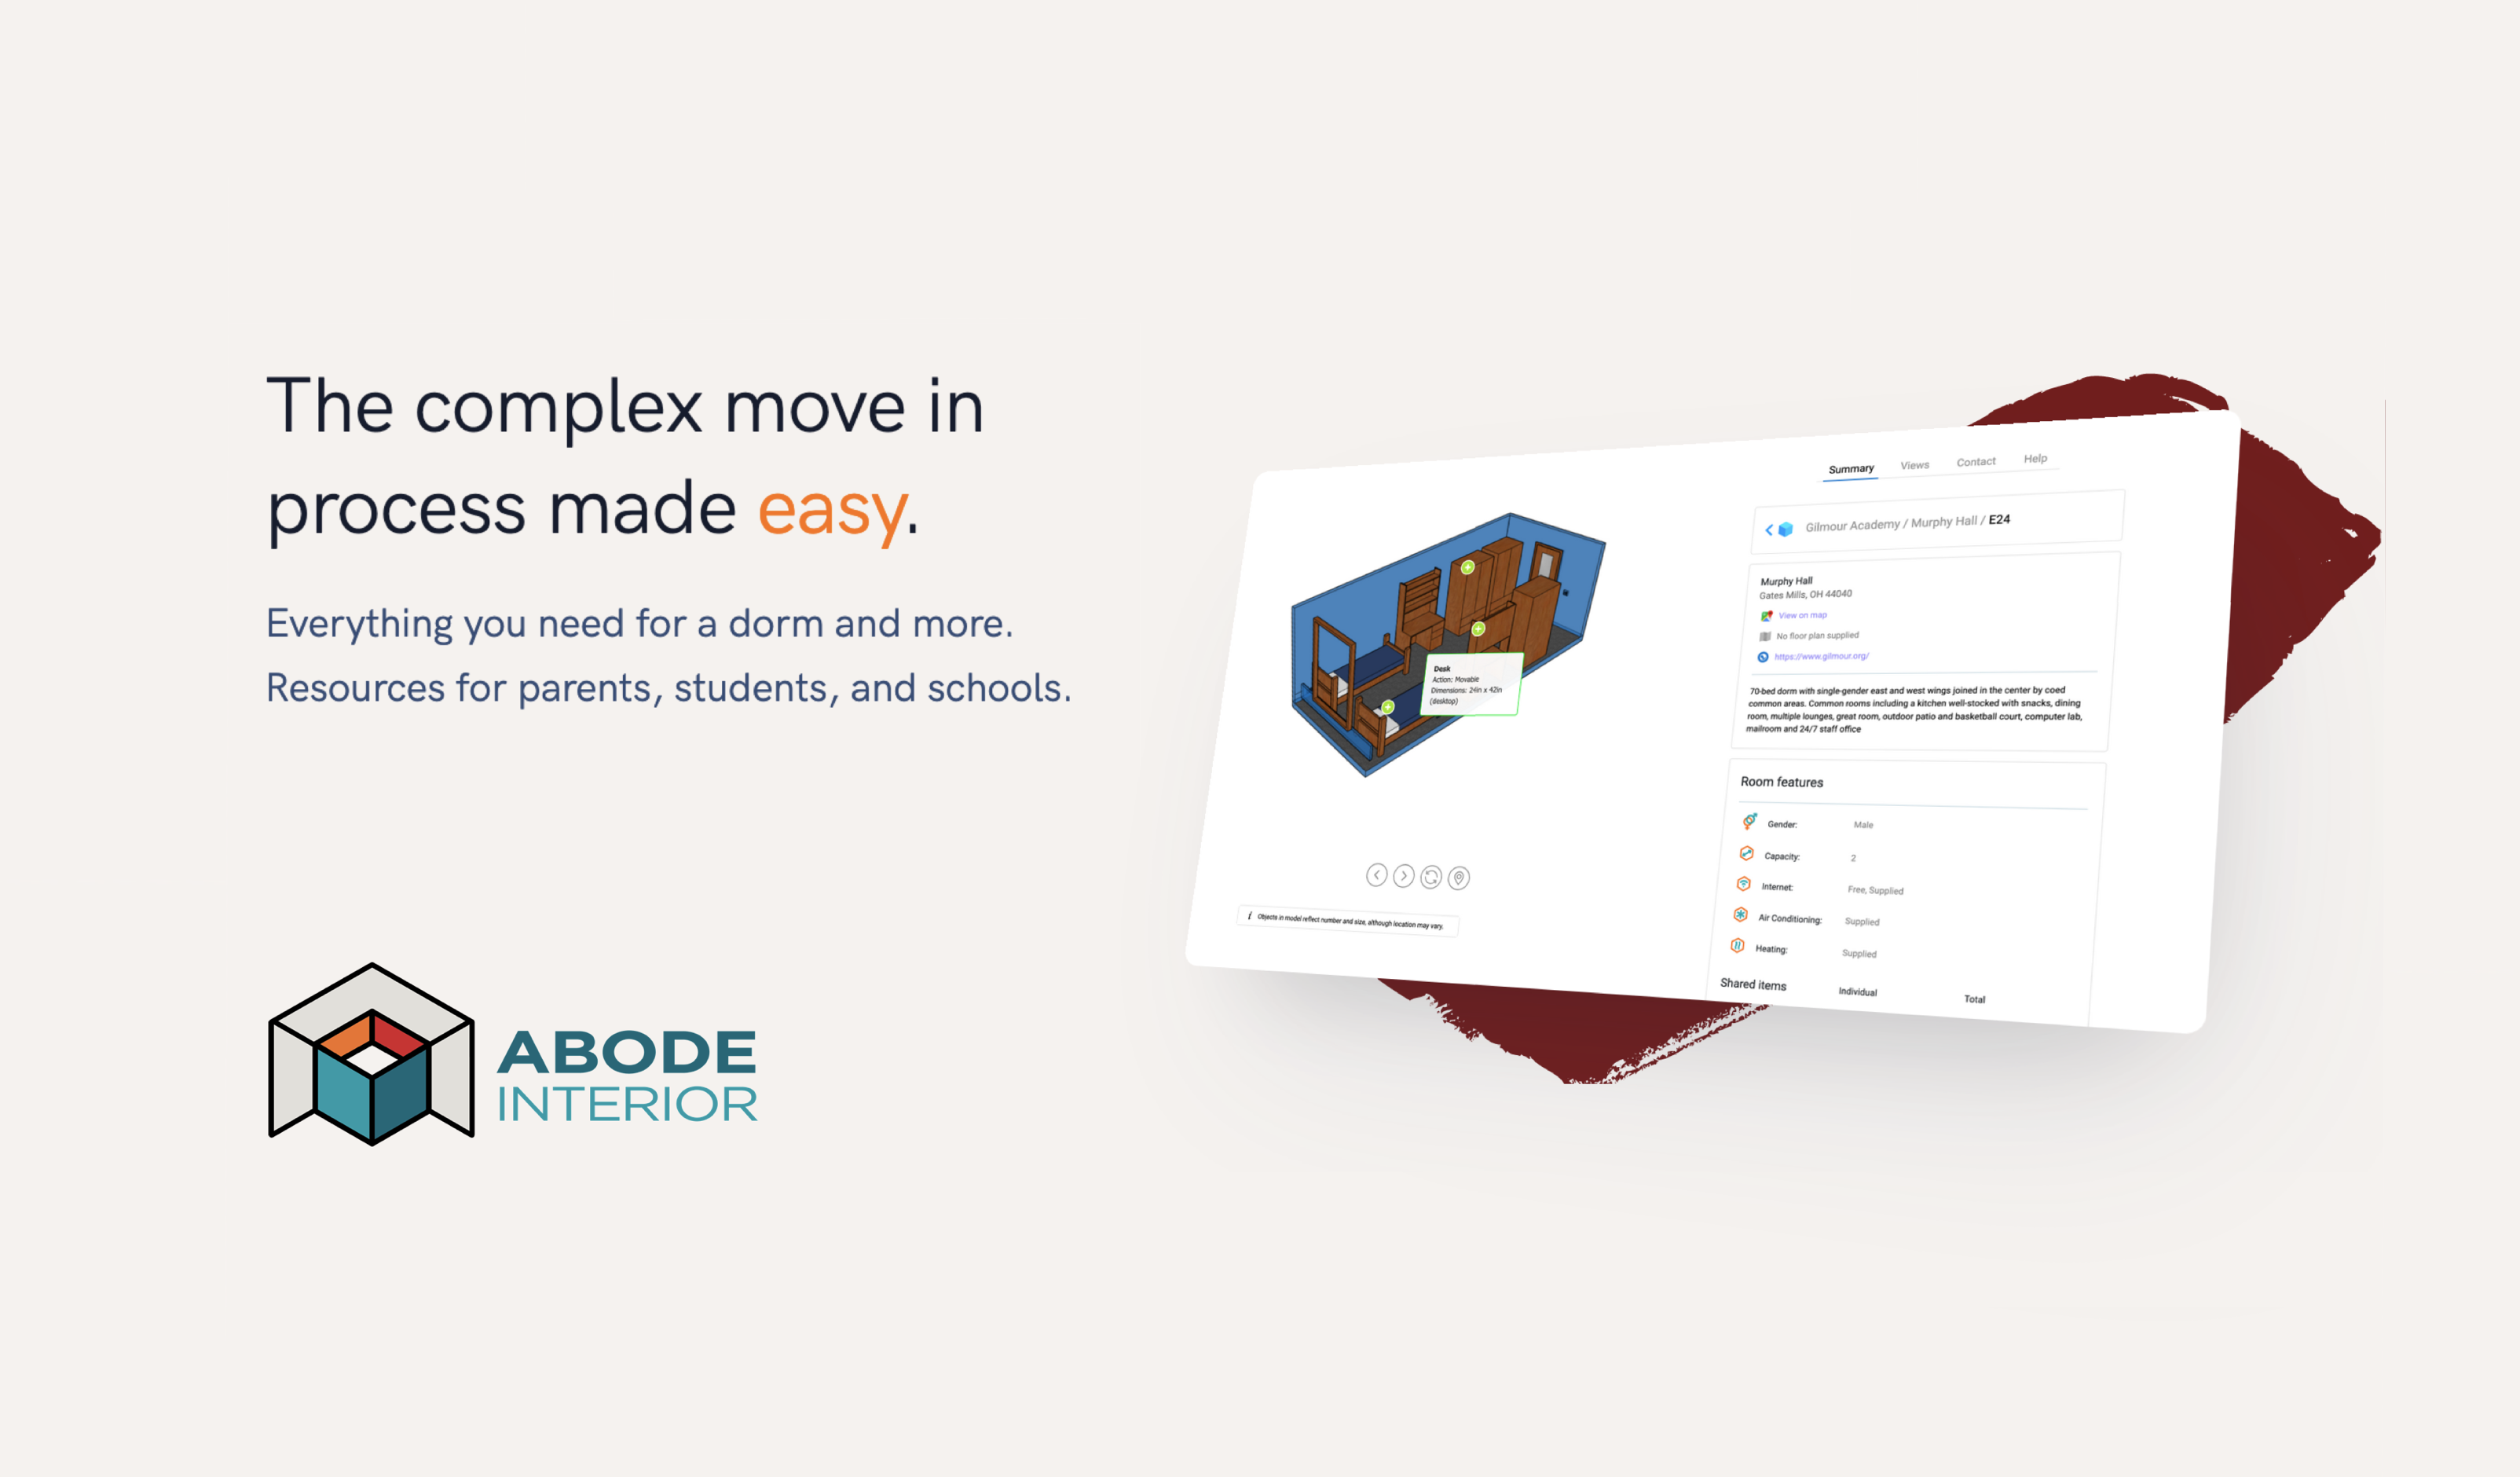 The complex move in
process made easy.
Everything you need for a dorm and more.
Resources for parents, students, and schools.
ABODE
INTERIOR
Summary Views Contact Help
Gilmour Academy / Murphy Hall / E24
Murphy Hall
Gates Mills, OH 44040
View on map
No floor plan supplied
https://www.gilmour.org/
70-bed dorm with single-gender east and west wings joined in the center by coed
common areas. Common rooms including a kitchen well-stocked with snacks, dining
room, multiple lounges, great room, outdoor patio and basketball court, computer lab,
mailroom and 24/7 staff office
Room features
Gender: Male
Capacity: 2
Internet: Free, Supplied
Air Conditioning: Supplied
Heating: Supplied
Shared items Individual Total
Desk
Action: Movable
Dimensions: 24in x 42in
(desktop)
i Objects in model reflect number and size, although location may vary.